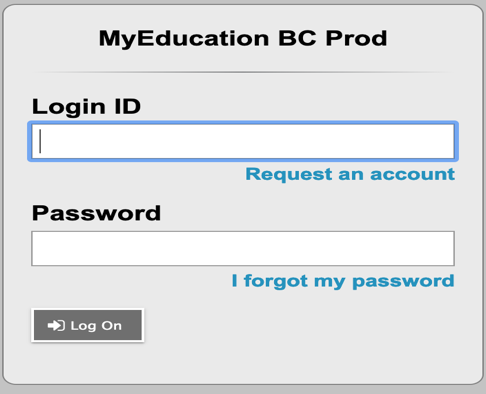 MyEducation BC Prod
Login ID
Request an account
Password
I forgot my password
Log On